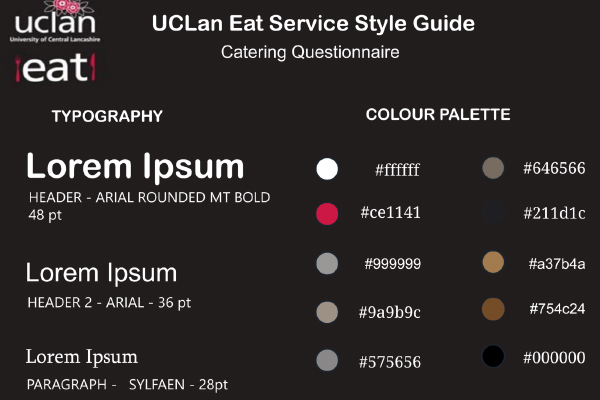 uclan
University of Central Lancashire
eat
UCLan Eat Service Style Guide
Catering Questionnaire
TYPOGRAPHY
Lorem Ipsum
HEADER - ARIAL ROUNDED MT BOLD
48 pt
Lorem Ipsum
HEADER 2 - ARIAL - 36 pt
Lorem Ipsum
PARAGRAPH - SYLFAEN - 28pt
COLOUR PALETTE
#ffffff
#646566
#ce1141
#211d1c
#999999
#a37b4a
#9a9b9c
#754c24
#575656
#000000